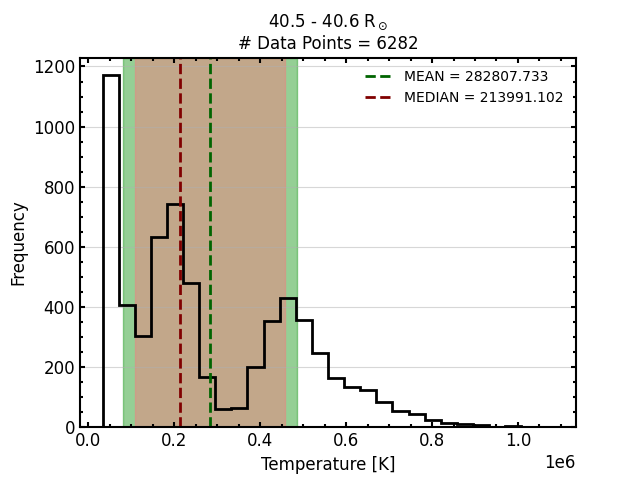 40.5 - 40.6 R⊙
# Data Points = 6282
MEAN = 282807.733
MEDIAN = 213991.102
Frequency
1200
1000
800
600
400
200
0
0.0 0.2 0.4 0.6 0.8 1.0
1e6
Temperature [K]